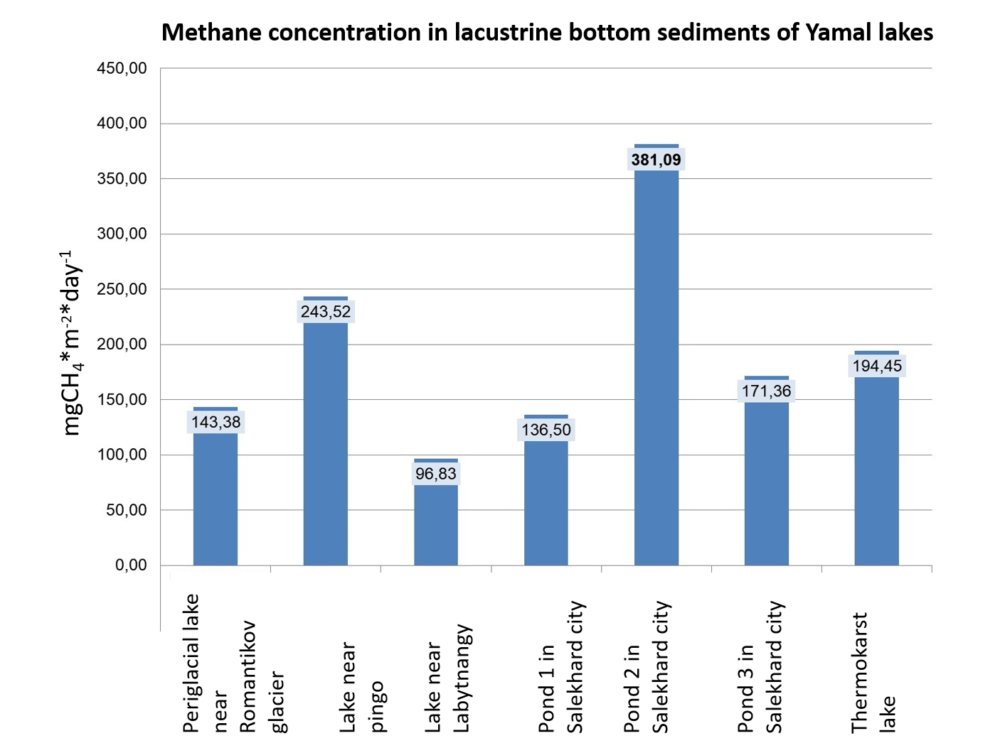 Methane concentration in lacustrine bottom sediments of Yamal lakes
mgCH₄*m⁻²*day⁻¹
450,00
400,00
350,00
300,00
250,00
200,00
150,00
100,00
50,00
0,00
143,38
243,52
96,83
136,50
381,09
171,36
194,45
Periglacial lake
near
Romantikov
glacier
Lake near
pingo
Lake near
Labytnangy
Pond 1 in
Salekhard city
Pond 2 in
Salekhard city
Pond 3 in
Salekhard city
Thermokarst
lake